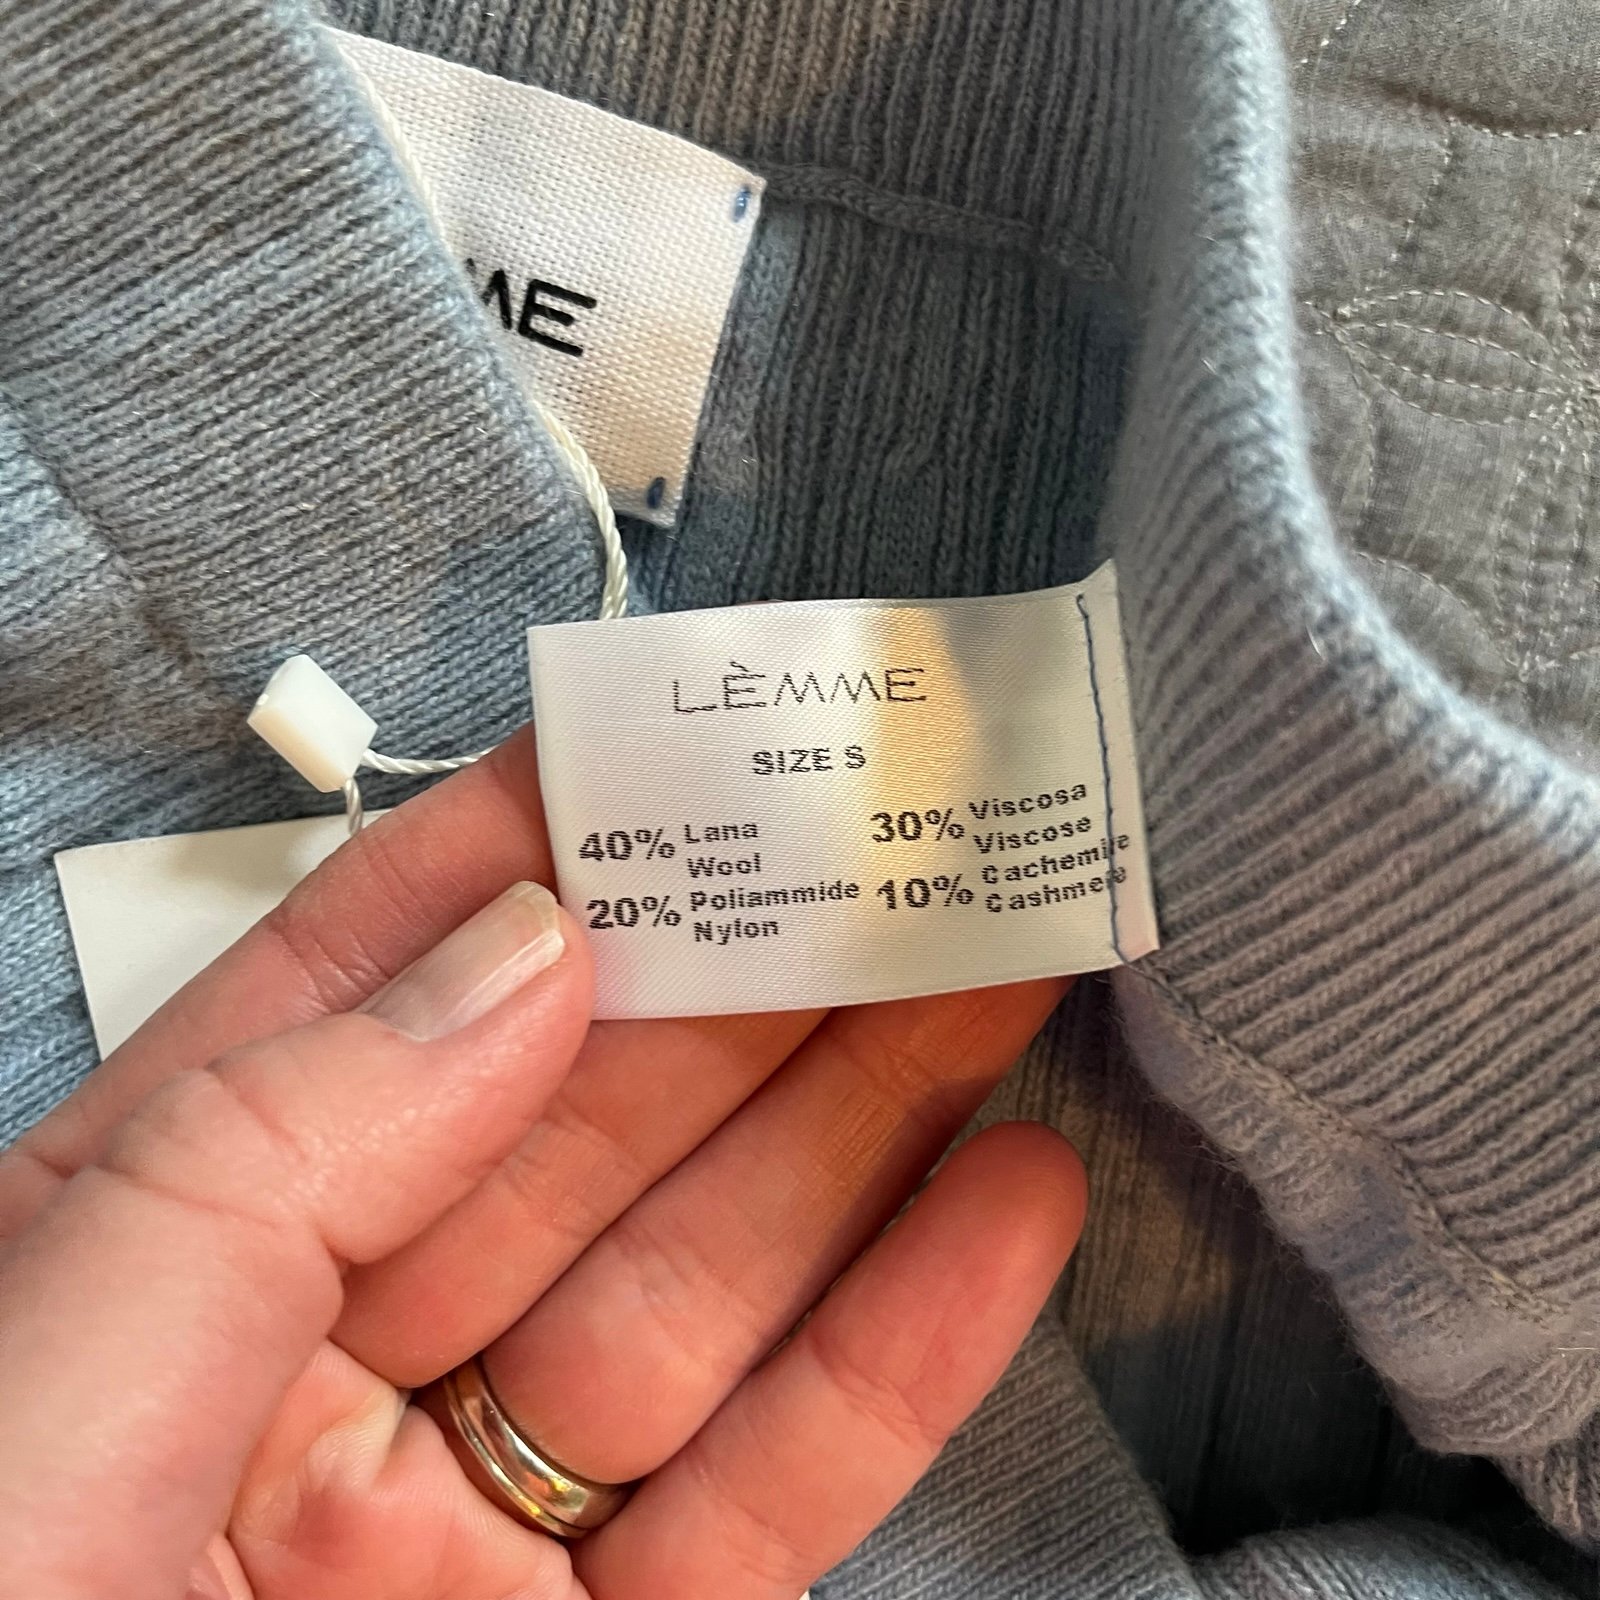 ME
LÈMME
SIZE S
40% Lana
Wool
30% Viscosa
Viscose
20% Poliammide
Nylon
10% Cachemire
Cashmere